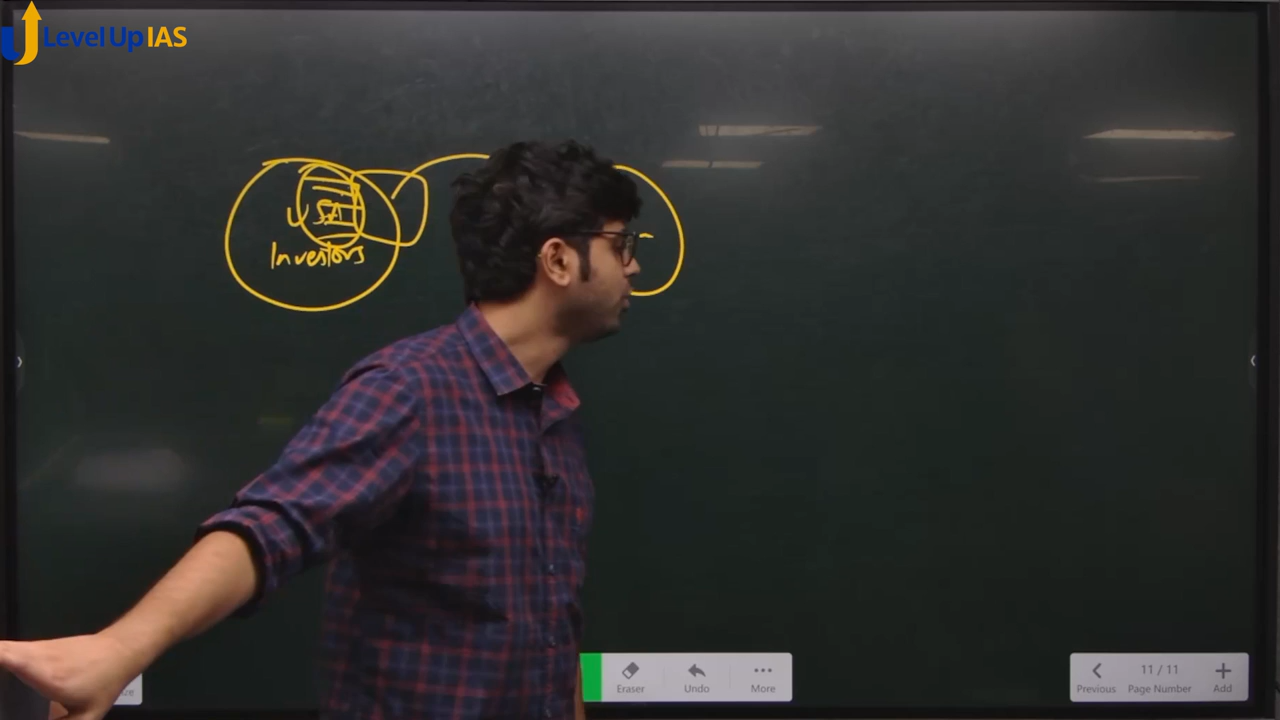 Level Up IAS
USA
Investors
Eraser
Undo
More
Previous
11 / 11
Page Number
Add